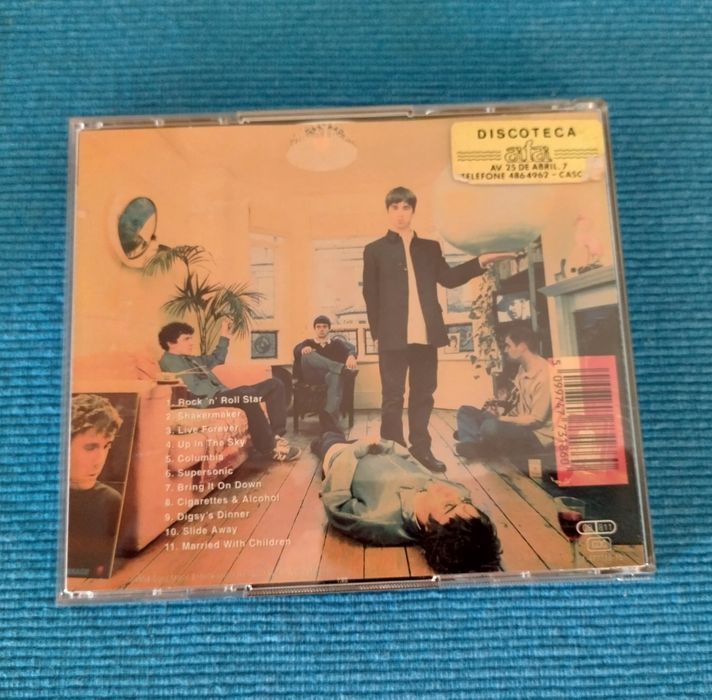 DISCOTECA
afa
AV 25 DE ABRIL, 7
TELEFONE 4864962 - CASC
1. Rock 'n' Roll Star
2. Shakermaker
3. Live Forever
4. Up In The Sky
5. Columbia
6. Supersonic
7. Bring It On Down
8. Cigarettes & Alcohol
9. Digsy's Dinner
10. Slide Away
11. Married With Children